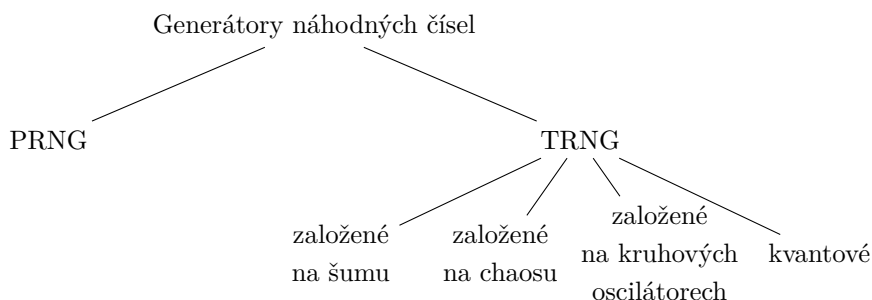 Generátory náhodných čísel
PRNG
TRNG
založené
na šumu
založené
na chaosu
založené
na kruhových
oscilátorech
kvantové